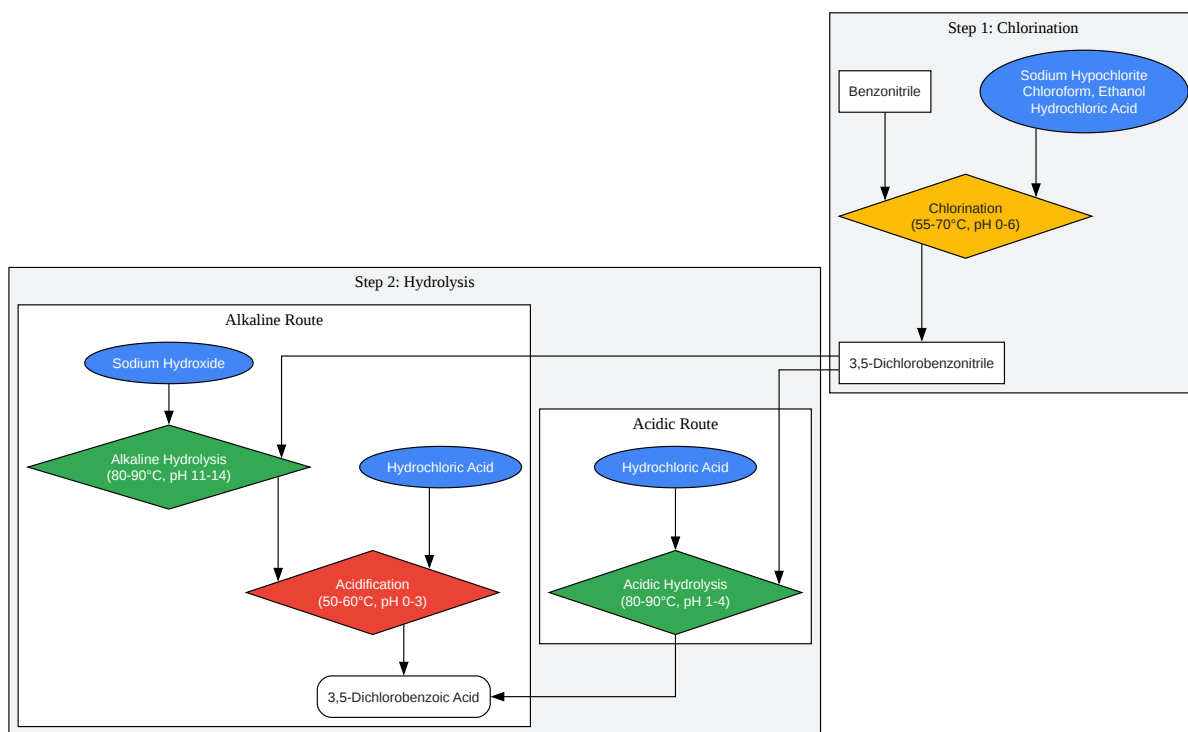 Step 1: Chlorination
Benzonitrile
Sodium Hypochlorite
Chloroform, Ethanol
Hydrochloric Acid
Chlorination
(55-70°C, pH 0-6)
3,5-Dichlorobenzonitrile
Step 2: Hydrolysis
Alkaline Route
Sodium Hydroxide
Alkaline Hydrolysis
(80-90°C, pH 11-14)
Hydrochloric Acid
Acidification
(50-60°C, pH 0-3)
3,5-Dichlorobenzoic Acid
Acidic Route
Hydrochloric Acid
Acidic Hydrolysis
(80-90°C, pH 1-4)